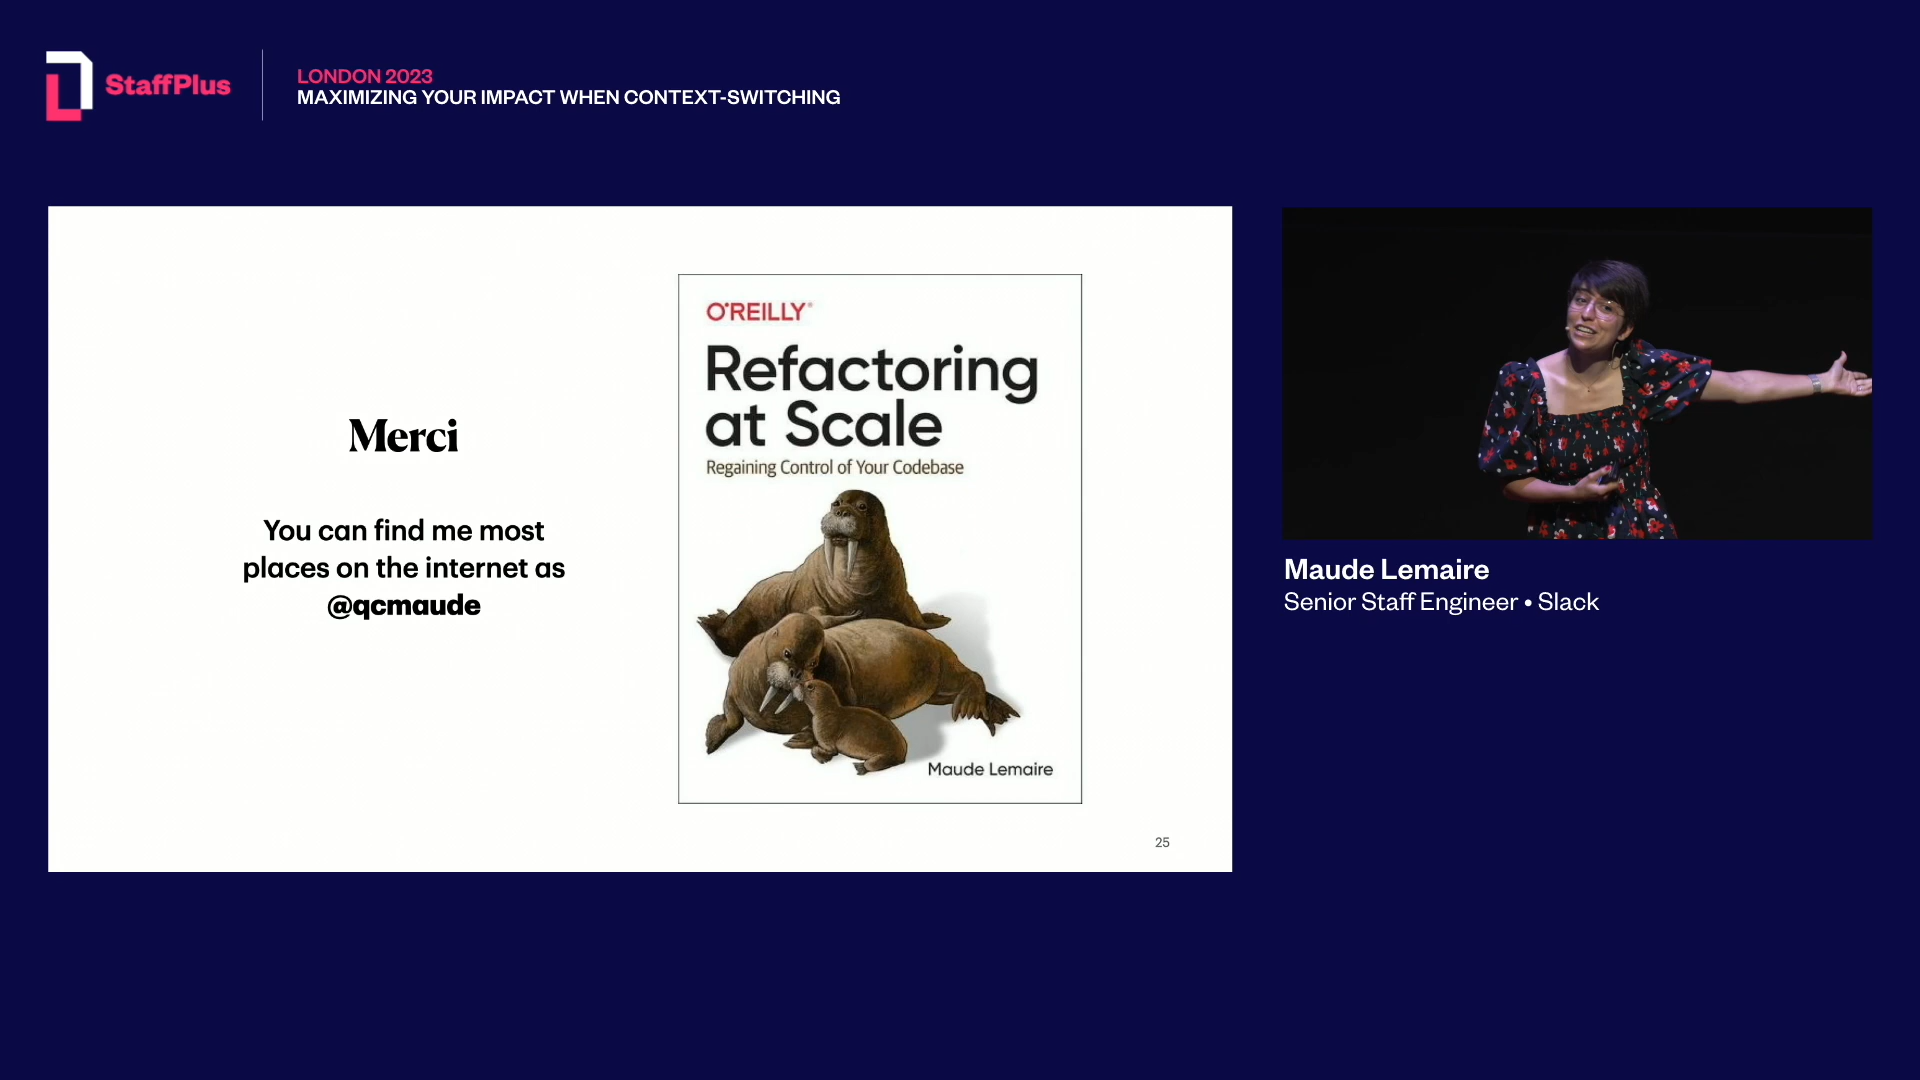 StaffPlus
LONDON 2023
MAXIMIZING YOUR IMPACT WHEN CONTEXT-SWITCHING
Merci
You can find me most
places on the internet as
@qcmaude
O'REILLY®
Refactoring
at Scale
Regaining Control of Your Codebase
Maude Lemaire
25
Maude Lemaire
Senior Staff Engineer • Slack